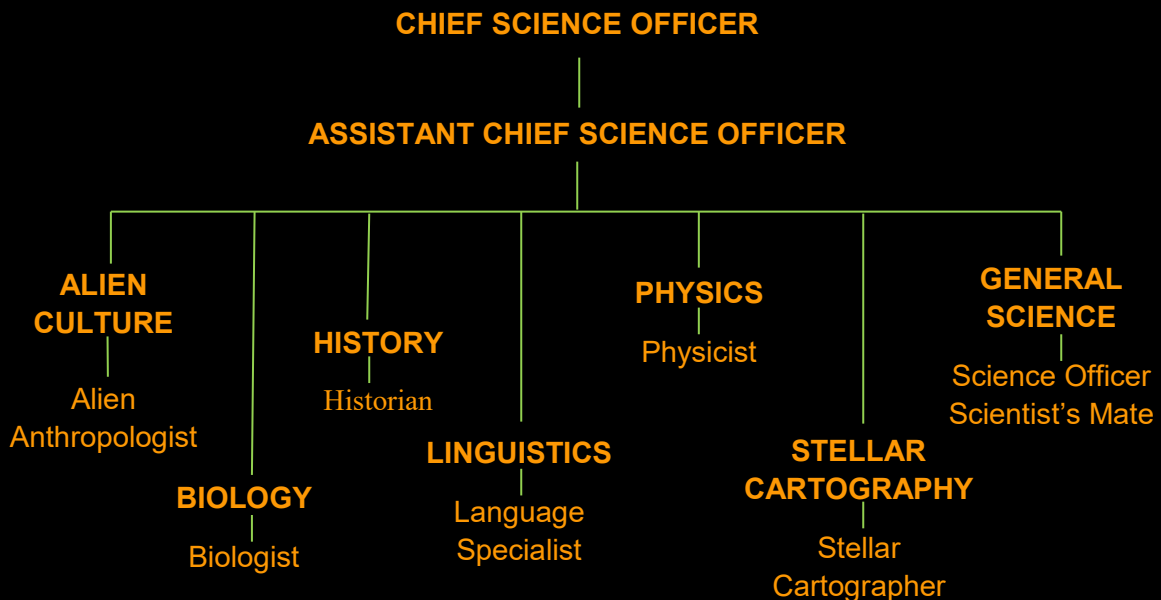 CHIEF SCIENCE OFFICER
ASSISTANT CHIEF SCIENCE OFFICER
ALIEN
CULTURE
Alien
Anthropologist
BIOLOGY
Biologist
HISTORY
Historian
LINGUISTICS
Language
Specialist
PHYSICS
Physicist
STELLAR
CARTOGRAPHY
Stellar
Cartographer
GENERAL
SCIENCE
Science Officer
Scientist’s Mate